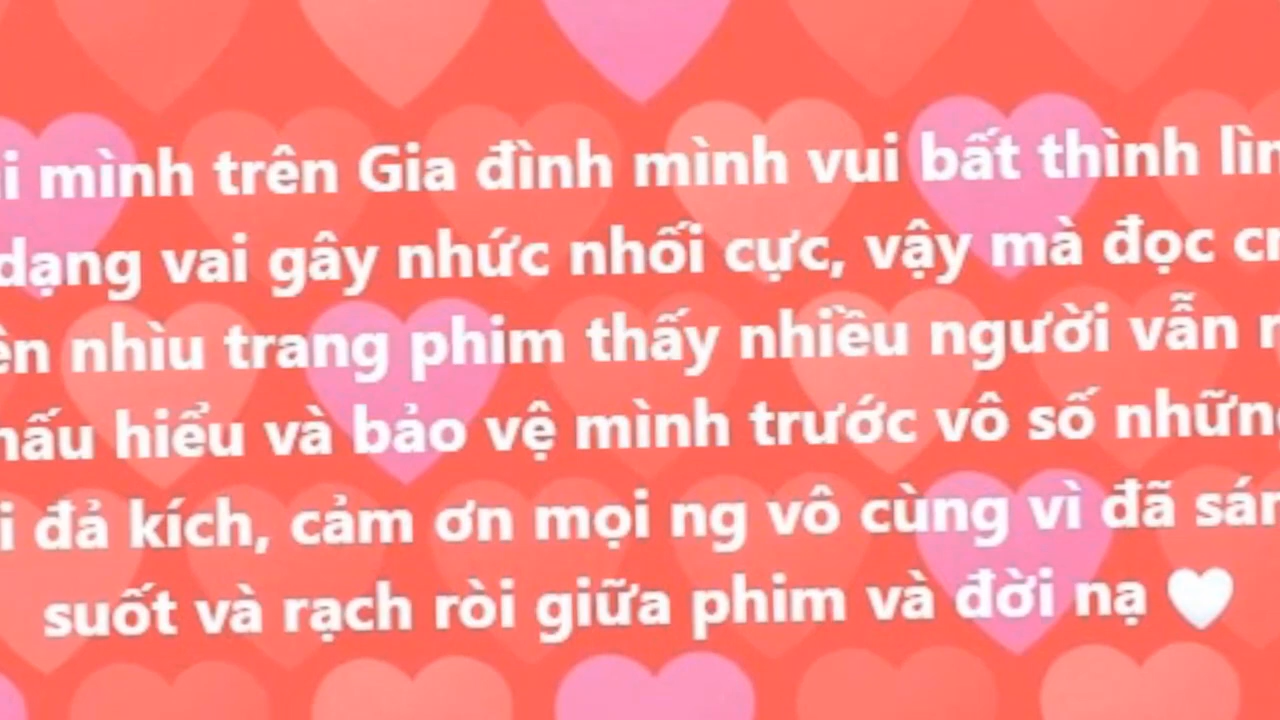 mình trên Gia đình mình vui bất thình
dạng vai gây nhức nhối cực, vậy mà đọc
nhìu trang phim thấy nhiều người vẫn
hiểu và bảo vệ mình trước vô số
đả kích, cảm ơn mọi ng vô cùng vì đã
suốt và rạch ròi giữa phim và đời nạ 🤍